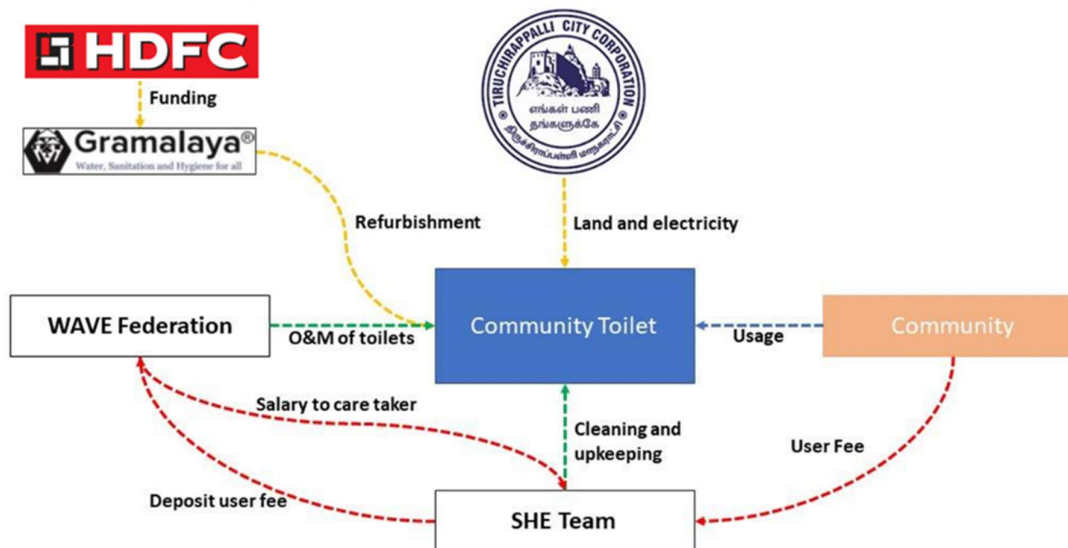 HDFC
Funding
Gramalaya®
Water, Sanitation and Hygiene for all
TIRUCHIRAPPALLI CITY CORPORATION
எங்கள் பணி
தங்களுக்கே
திருச்சிராப்பள்ளி மாநகராட்சி
Refurbishment
Land and electricity
WAVE Federation
O&M of toilets
Community Toilet
Usage
Community
Salary to care taker
Cleaning and
upkeeping
User Fee
Deposit user fee
SHE Team